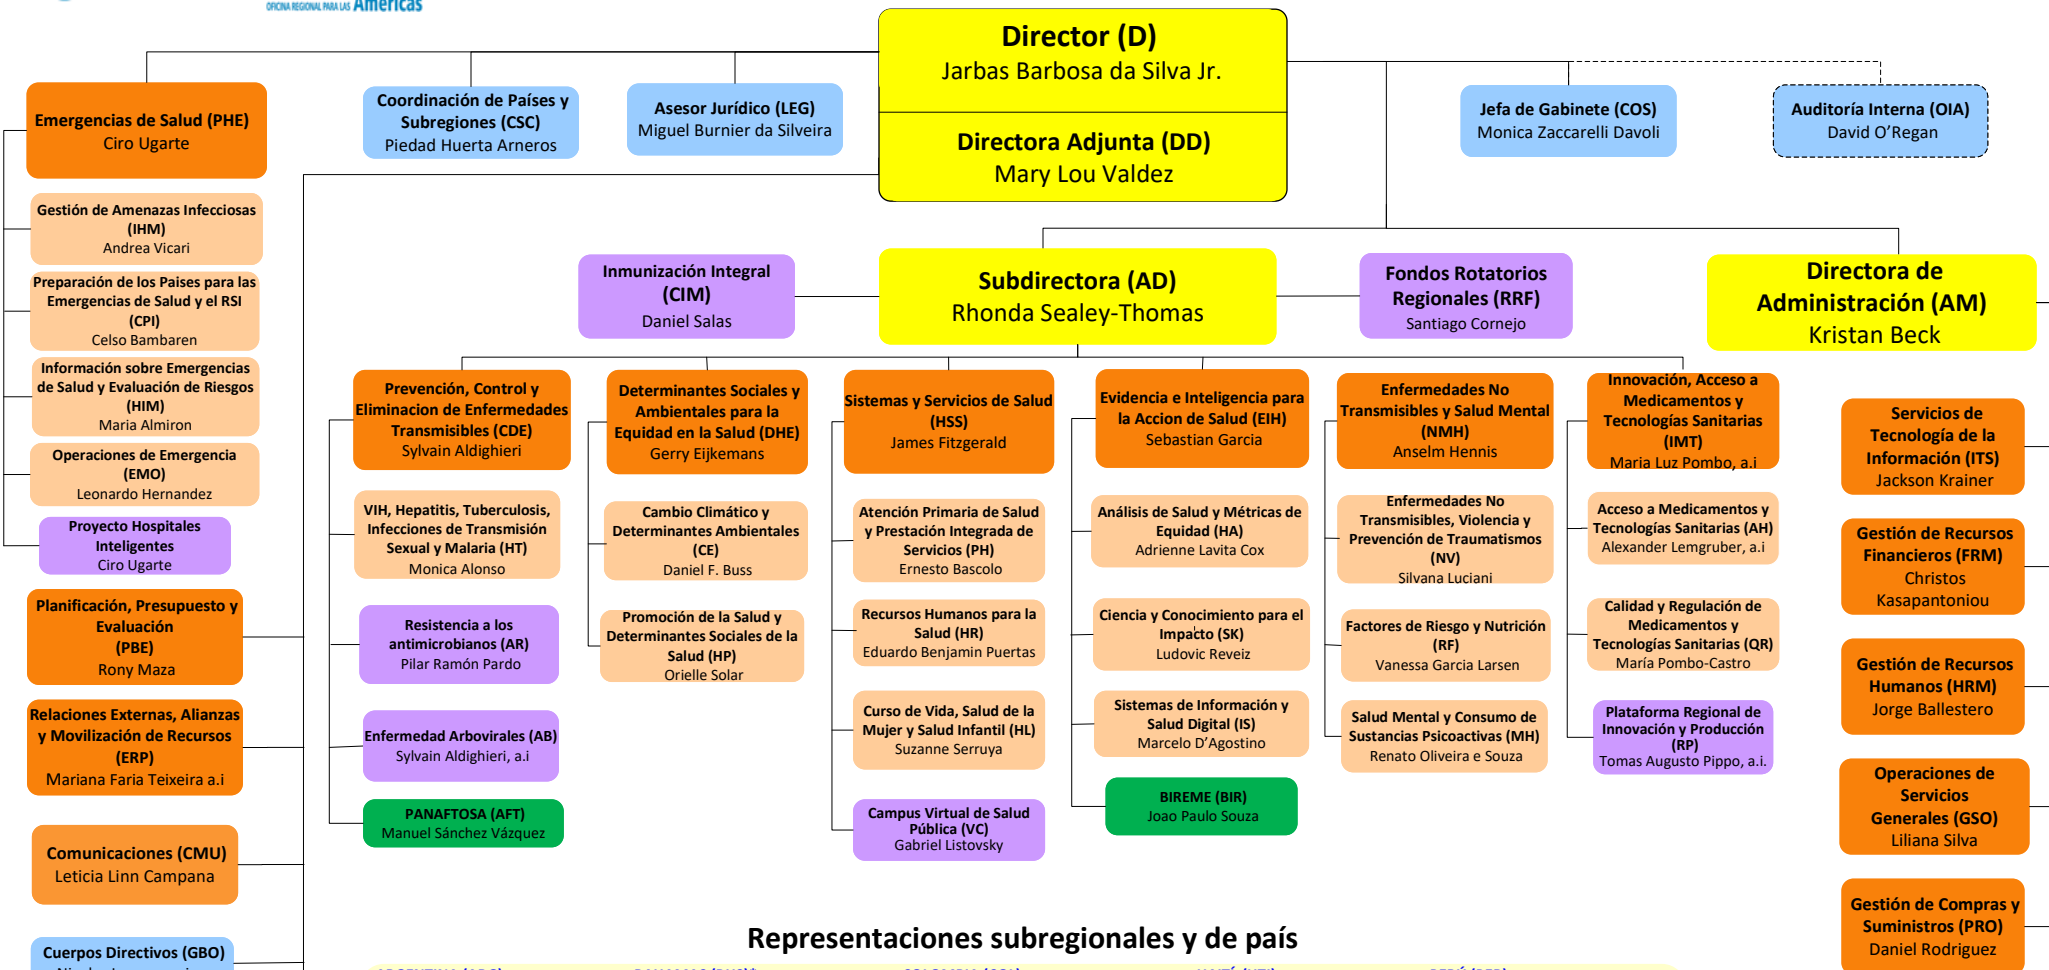 OFICINA REGIONAL PARA LAS Américas
Director (D)
Jarbas Barbosa da Silva Jr.
Directora Adjunta (DD)
Mary Lou Valdez
Emergencias de Salud (PHE)
Ciro Ugarte
Coordinación de Países y
Subregiones (CSC)
Piedad Huerta Arneros
Asesor Jurídico (LEG)
Miguel Burnier da Silveira
Jefa de Gabinete (COS)
Monica Zaccarelli Davoli
Auditoría Interna (OIA)
David O'Regan
Gestión de Amenazas Infecciosas
(IHM)
Andrea Vicari
Preparación de los Paises para las
Emergencias de Salud y el RSI
(CPI)
Celso Bambaren
Información sobre Emergencias
de Salud y Evaluación de Riesgos
(HIM)
Maria Almiron
Operaciones de Emergencia
(EMO)
Leonardo Hernandez
Proyecto Hospitales
Inteligentes
Ciro Ugarte
Planificación, Presupuesto y
Evaluación
(PBE)
Rony Maza
Relaciones Externas, Alianzas
y Movilización de Recursos
(ERP)
Mariana Faria Teixeira a.i
Comunicaciones (CMU)
Leticia Linn Campana
Cuerpos Directivos (GBO)
Inmunización Integral
(CIM)
Daniel Salas
Subdirectora (AD)
Rhonda Sealey-Thomas
Fondos Rotatorios
Regionales (RRF)
Santiago Cornejo
Directora de
Administración (AM)
Kristan Beck
Prevención, Control y
Eliminacion de Enfermedades
Transmisibles (CDE)
Sylvain Aldighieri
VIH, Hepatitis, Tuberculosis,
Infecciones de Transmisión
Sexual y Malaria (HT)
Monica Alonso
Resistencia a los
antimicrobianos (AR)
Pilar Ramón Pardo
Enfermedad Arbovirales (AB)
Sylvain Aldighieri, a.i
PANAFTOSA (AFT)
Manuel Sánchez Vázquez
Determinantes Sociales y
Ambientales para la
Equidad en la Salud (DHE)
Gerry Eijkemans
Cambio Climático y
Determinantes Ambientales
(CE)
Daniel F. Buss
Promoción de la Salud y
Determinantes Sociales de la
Salud (HP)
Orielle Solar
Sistemas y Servicios de Salud
(HSS)
James Fitzgerald
Atención Primaria de Salud
y Prestación Integrada de
Servicios (PH)
Ernesto Bascolo
Recursos Humanos para la
Salud (HR)
Eduardo Benjamin Puertas
Curso de Vida, Salud de la
Mujer y Salud Infantil (HL)
Suzanne Serruya
Campus Virtual de Salud
Pública (VC)
Gabriel Listovsky
Evidencia e Inteligencia para
la Accion de Salud (EIH)
Sebastian Garcia
Análisis de Salud y Métricas de
Equidad (HA)
Adrienne Lavita Cox
Ciencia y Conocimiento para el
Impacto (SK)
Ludovic Reveiz
Sistemas de Información y
Salud Digital (IS)
Marcelo D'Agostino
BIREME (BIR)
Joao Paulo Souza
Enfermedades No
Transmisibles y Salud Mental
(NMH)
Anselm Hennis
Enfermedades No
Transmisibles, Violencia y
Prevención de Traumatismos
(NV)
Silvana Luciani
Factores de Riesgo y Nutrición
(RF)
Vanessa Garcia Larsen
Salud Mental y Consumo de
Sustancias Psicoactivas (MH)
Renato Oliveira e Souza
Innovación, Acceso a
Medicamentos y
Tecnologías Sanitarias
(IMT)
Maria Luz Pombo, a.i
Acceso a Medicamentos y
Tecnologías Sanitarias (AH)
Alexander Lemgruber, a.i
Calidad y Regulación de
Medicamentos y
Tecnologías Sanitarias (QR)
María Pombo-Castro
Plataforma Regional de
Innovación y Producción
(RP)
Tomas Augusto Pippo, a.i.
Servicios de
Tecnología de la
Información (ITS)
Jackson Krainer
Gestión de Recursos
Financieros (FRM)
Christos
Kasapantoniou
Gestión de Recursos
Humanos (HRM)
Jorge Ballestero
Operaciones de
Servicios
Generales (GSO)
Liliana Silva
Gestión de Compras y
Suministros (PRO)
Daniel Rodriguez
Representaciones subregionales y de país